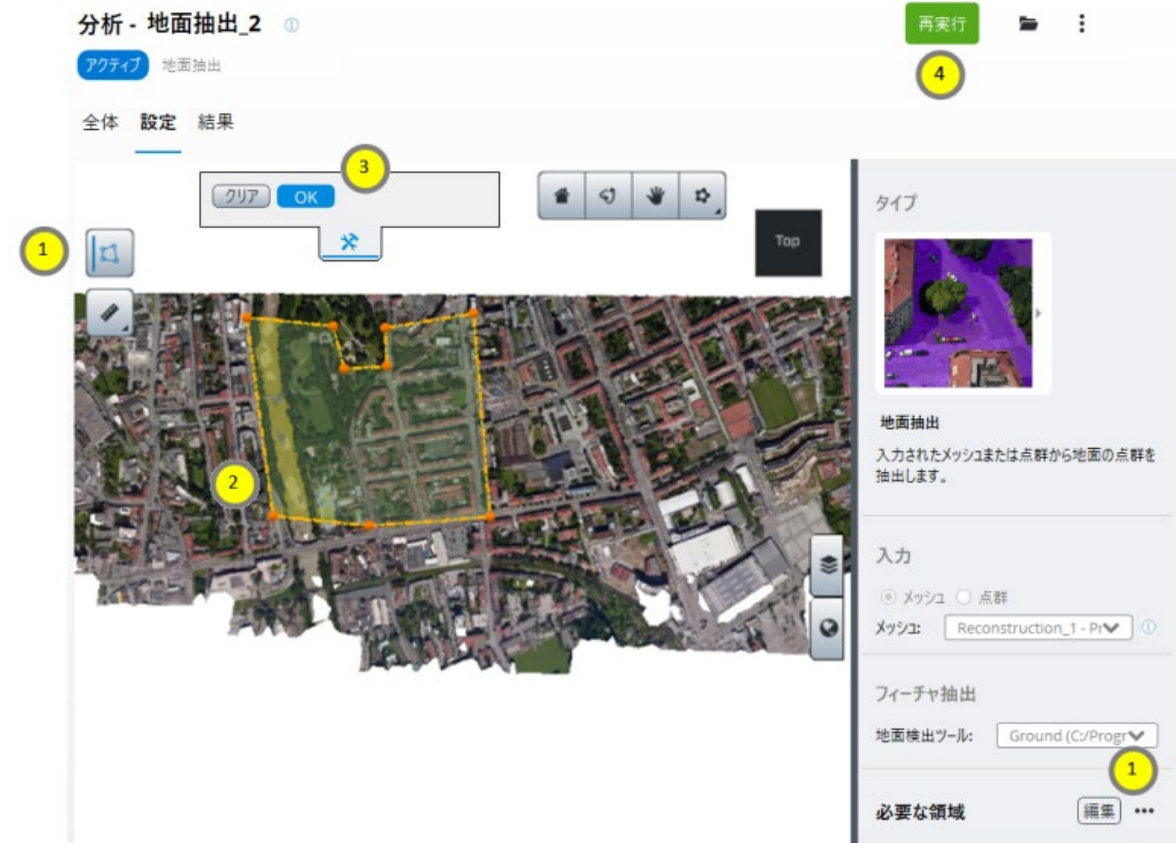 分析 - 地面抽出_2
再実行
4
アクティブ 地面抽出
全体 設定 結果
3
クリア OK
1
Top
2
タイプ
地面抽出
入力されたメッシュまたは点群から地面の点群を
抽出します。
入力
メッシュ 点群
メッシュ: Reconstruction_1 - Pr
フィーチャ抽出
地面検出ツール: Ground (C:/Progr
1
必要な領域 編集